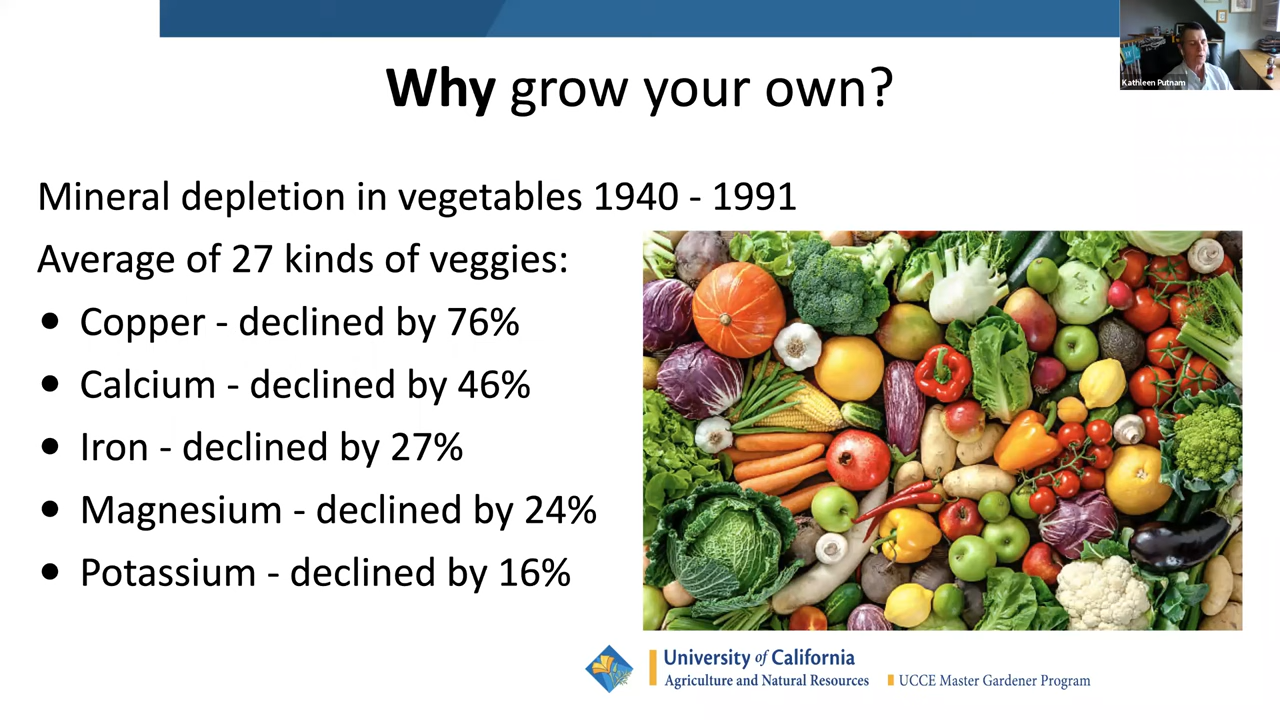 Kathleen Putnam
Why grow your own?
Mineral depletion in vegetables 1940 - 1991
Average of 27 kinds of veggies:
• Copper - declined by 76%
• Calcium - declined by 46%
• Iron - declined by 27%
• Magnesium - declined by 24%
• Potassium - declined by 16%
University of California
Agriculture and Natural Resources
UCCE Master Gardener Program